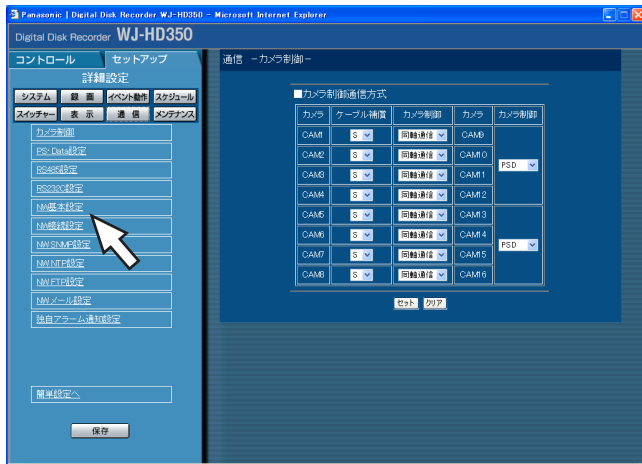 Panasonic | Digital Disk Recorder WJ-HD350 - Microsoft Internet Explorer
Digital Disk Recorder WJ-HD350
コントロール セットアップ
詳細設定
システム 録 画 イベント動作 スケジュール
スイッチャー 表 示 通 信 メンテナンス
カメラ制御
PS･Data設定
RS485設定
RS232C設定
NW基本設定
NW接続設定
NW SNMP設定
NW NTP設定
NW FTP設定
NWメール設定
独自アラーム通知設定
簡単設定へ
保存
通信 －カメラ制御－
■カメラ制御通信方式
カメラ ケーブル補償 カメラ制御 カメラ カメラ制御
CAM1 S 同軸通信 CAM9 PSD
CAM2 S 同軸通信 CAM10
CAM3 S 同軸通信 CAM11
CAM4 S 同軸通信 CAM12
CAM5 S 同軸通信 CAM13 PSD
CAM6 S 同軸通信 CAM14
CAM7 S 同軸通信 CAM15
CAM8 S 同軸通信 CAM16
セット クリア